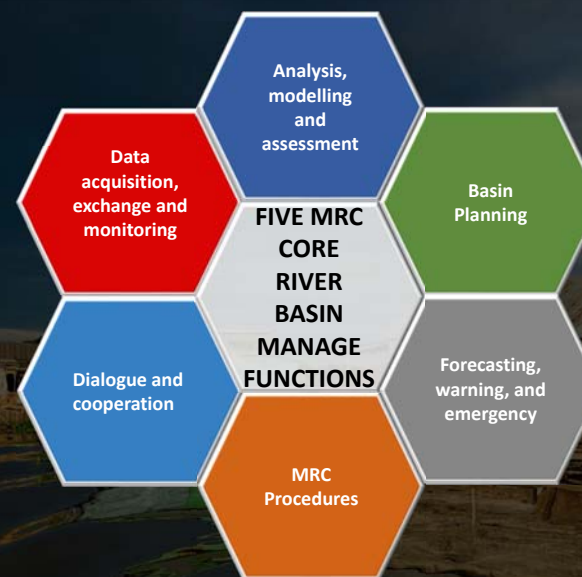 Analysis,
modelling
and
assessment
Data
acquisition,
exchange and
monitoring
Basin
Planning
FIVE MRC
CORE
RIVER
BASIN
MANAGE
FUNCTIONS
Dialogue and
cooperation
Forecasting,
warning, and
emergency
MRC
Procedures